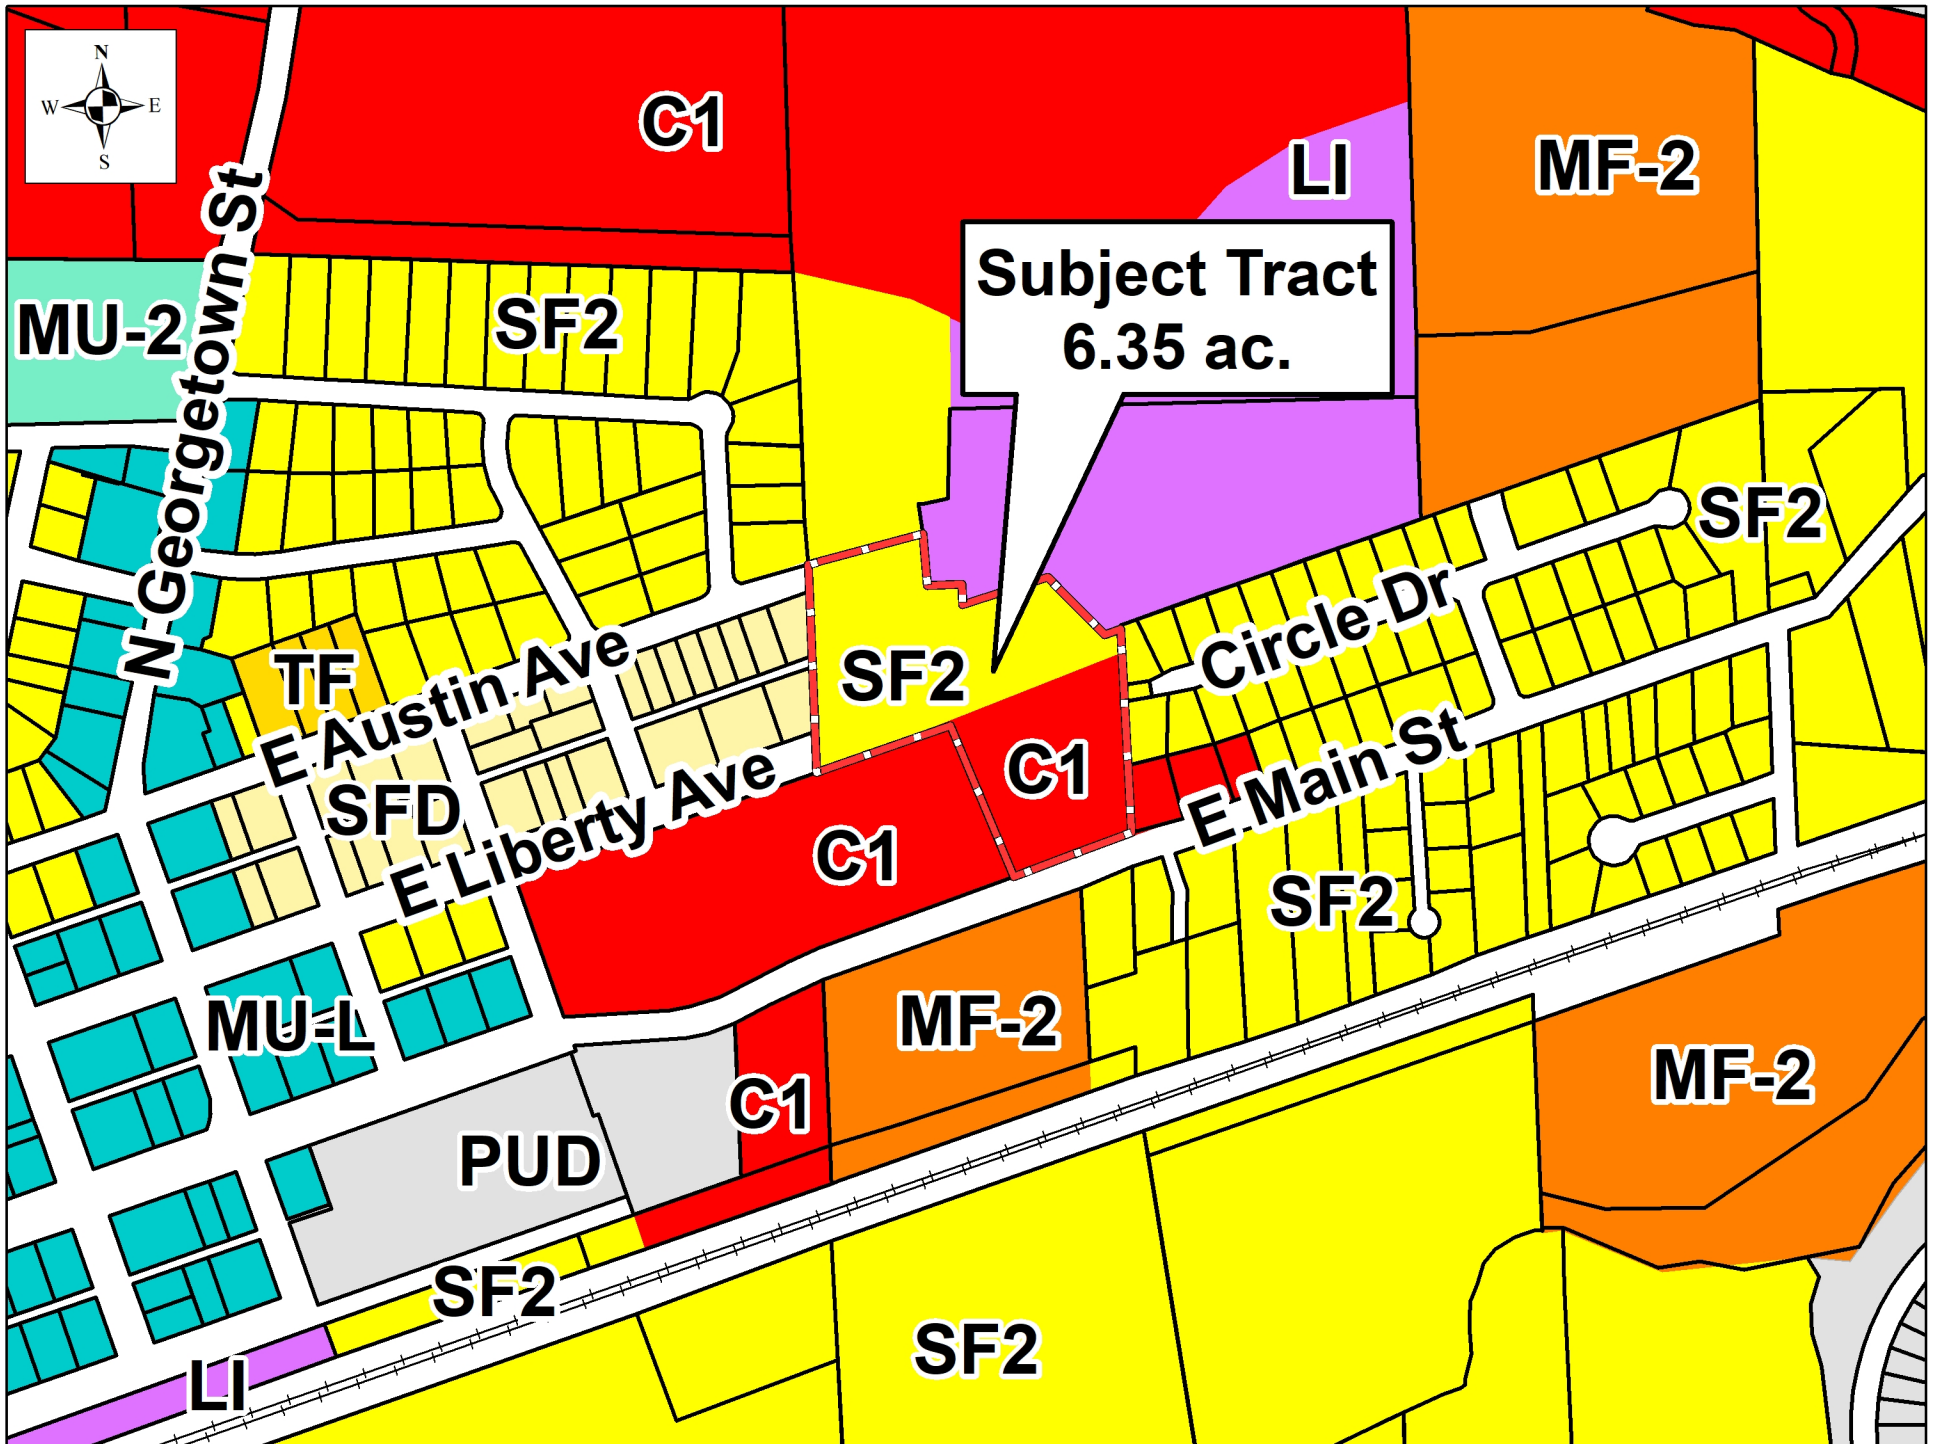 N
W E
S
C1
LI
MF-2
Subject Tract
6.35 ac.
MU-2
SF2
N Georgetown St
SF2
Circle Dr
TF
E Austin Ave
SF2
C1
E Main St
SFD
E Liberty Ave
C1
SF2
MU-L
MF-2
MF-2
C1
PUD
SF2
SF2
LI